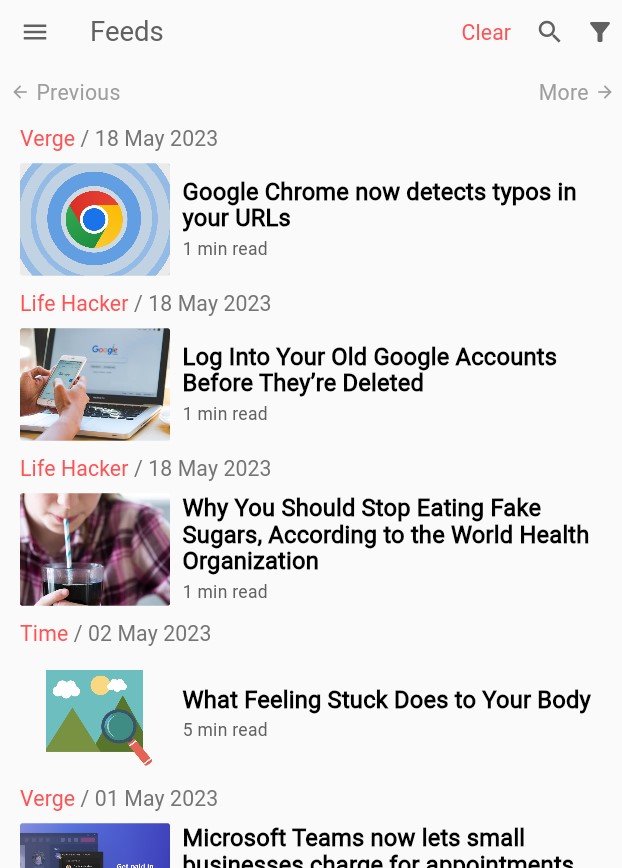 Feeds
Clear
Previous
More
Verge / 18 May 2023
Google Chrome now detects typos in
your URLs
1 min read
Life Hacker / 18 May 2023
Google
Log Into Your Old Google Accounts
Before They’re Deleted
1 min read
Life Hacker / 18 May 2023
Why You Should Stop Eating Fake
Sugars, According to the World Health
Organization
1 min read
Time / 02 May 2023
What Feeling Stuck Does to Your Body
5 min read
Verge / 01 May 2023
Get paid in
Microsoft Teams now lets small
businesses charge for appointments